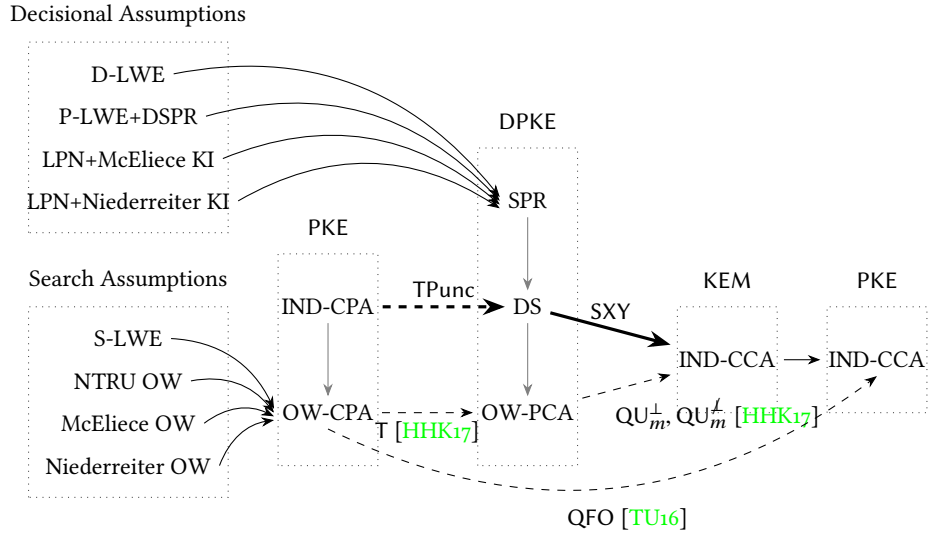 Decisional Assumptions
D-LWE
P-LWE+DSPR
LPN+McEliece KI
LPN+Niederreiter KI
DPKE
SPR
PKE
Search Assumptions
IND-CPA
TPunc
DS
SXY
KEM
PKE
S-LWE
NTRU OW
McEliece OW
Niederreiter OW
OW-CPA
T [HHK17]
OW-PCA
IND-CCA
IND-CCA
QU⊥m, QU⊥̸m [HHK17]
QFO [TU16]